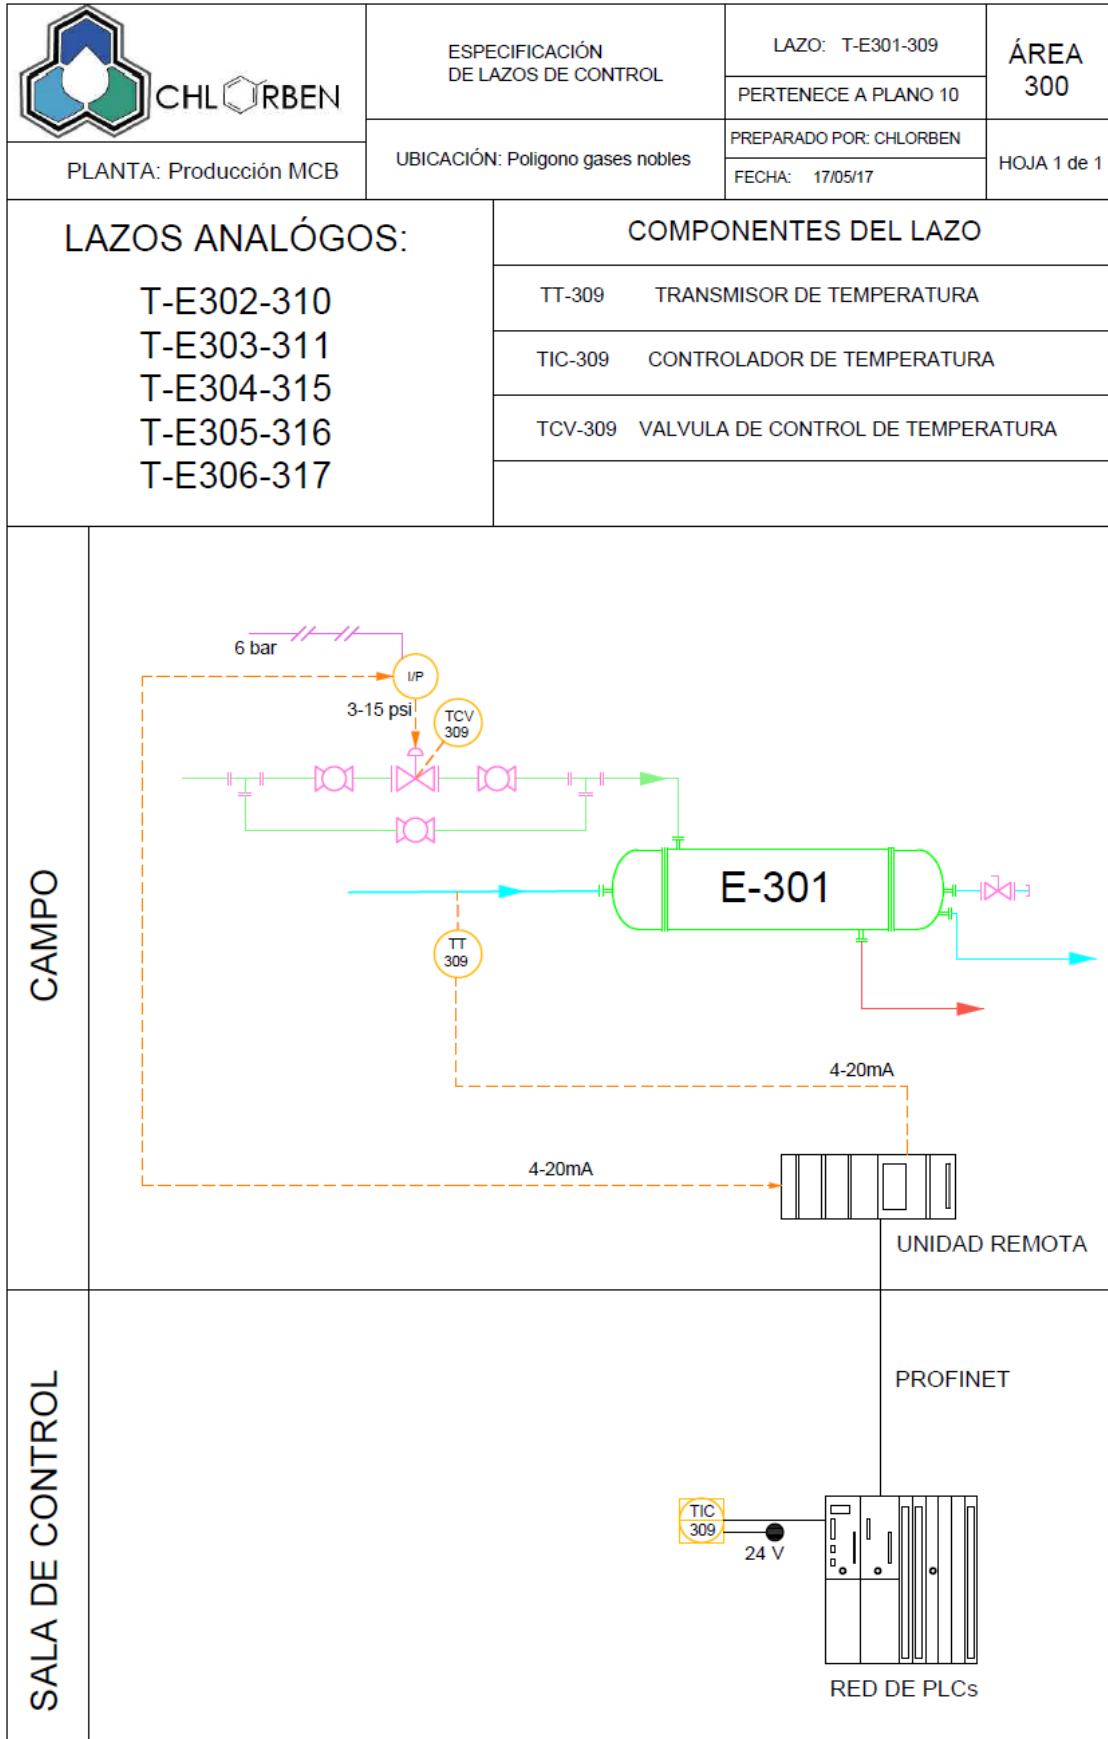 CHLORBEN
PLANTA: Producción MCB
ESPECIFICACIÓN
DE LAZOS DE CONTROL
UBICACIÓN: Poligono gases nobles
LAZO: T-E301-309
PERTENECE A PLANO 10
PREPARADO POR: CHLORBEN
FECHA: 17/05/17
ÁREA
300
HOJA 1 de 1
LAZOS ANALÓGOS:
T-E302-310
T-E303-311
T-E304-315
T-E305-316
T-E306-317
COMPONENTES DEL LAZO
TT-309 TRANSMISOR DE TEMPERATURA
TIC-309 CONTROLADOR DE TEMPERATURA
TCV-309 VALVULA DE CONTROL DE TEMPERATURA
CAMPO
6 bar
I/P
3-15 psi
TCV
309
E-301
TT
309
4-20mA
4-20mA
UNIDAD REMOTA
SALA DE CONTROL
PROFINET
TIC
309
24 V
RED DE PLCs